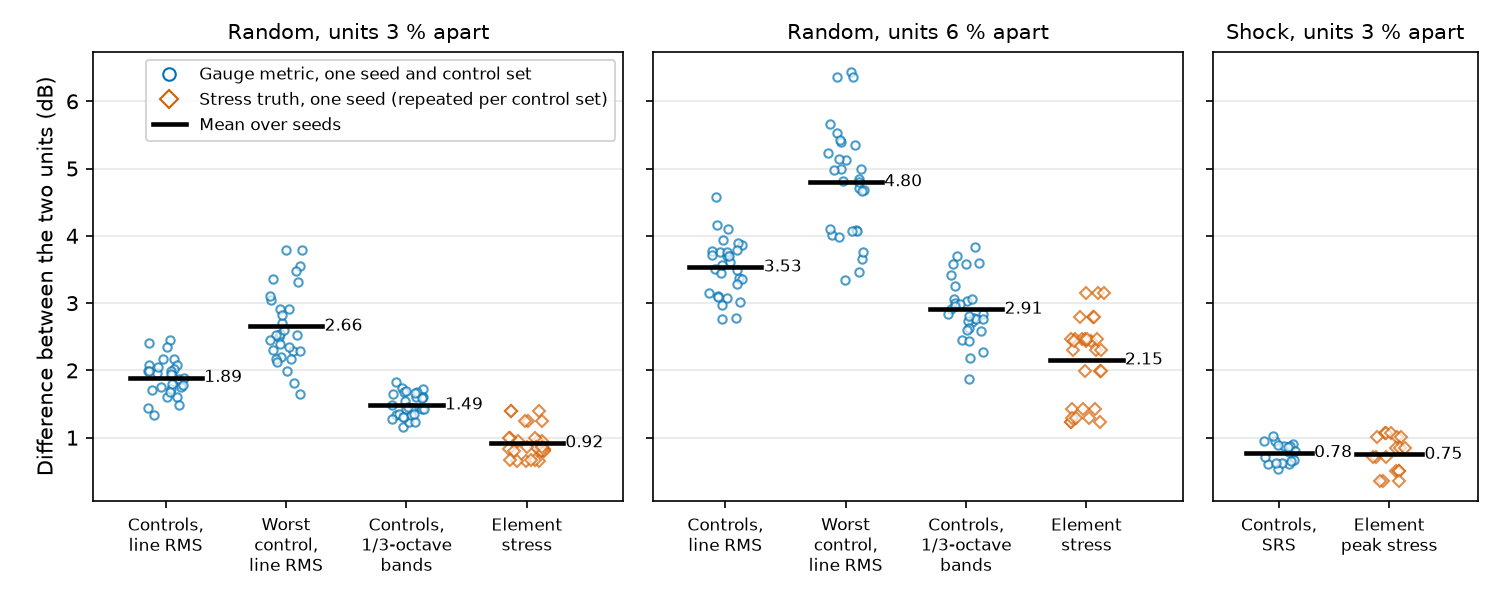 Random, units 3 % apart
Random, units 6 % apart
Shock, units 3 % apart
Difference between the two units (dB)
6
5
4
3
2
1
Gauge metric, one seed and control set
Stress truth, one seed (repeated per control set)
Mean over seeds
1.89
2.66
1.49
0.92
3.53
4.80
2.91
2.15
0.78
0.75
Controls,
line RMS
Worst
control,
line RMS
Controls,
1/3-octave
bands
Element
stress
Controls,
line RMS
Worst
control,
line RMS
Controls,
1/3-octave
bands
Element
stress
Controls,
SRS
Element
peak stress